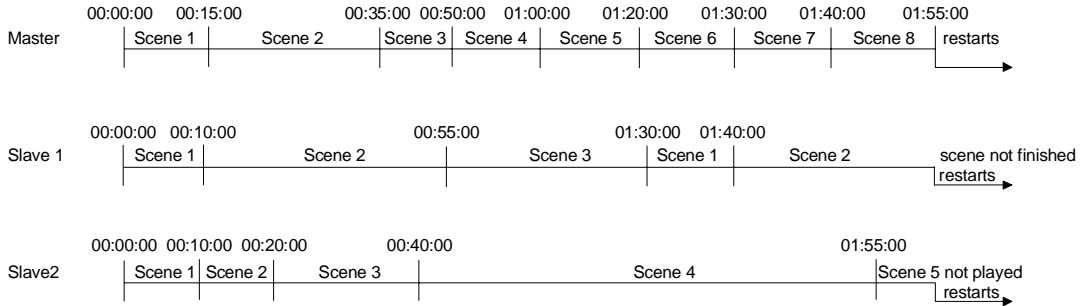 00:00:00 00:15:00 00:35:00 00:50:00 01:00:00 01:20:00 01:30:00 01:40:00 01:55:00
Master Scene 1 Scene 2 Scene 3 Scene 4 Scene 5 Scene 6 Scene 7 Scene 8 restarts
00:00:00 00:10:00 00:55:00 01:30:00 01:40:00
Slave 1 Scene 1 Scene 2 Scene 3 Scene 1 Scene 2 scene not finished
restarts
00:00:00 00:10:00 00:20:00 00:40:00 01:55:00
Slave2 Scene 1 Scene 2 Scene 3 Scene 4 Scene 5 not played
restarts